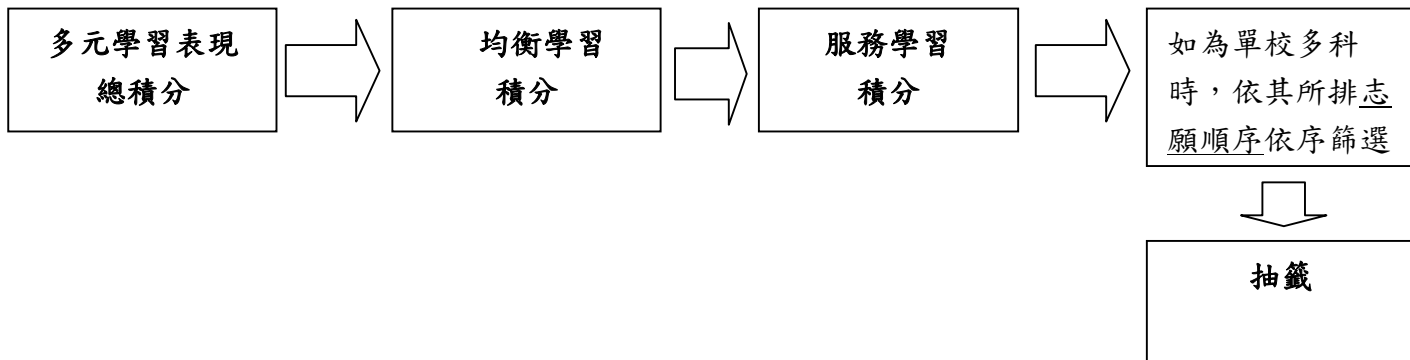 多元學習表現
總積分
均衡學習
積分
服務學習
積分
如為單校多科
時，依其所排志
願順序依序篩選
抽籤